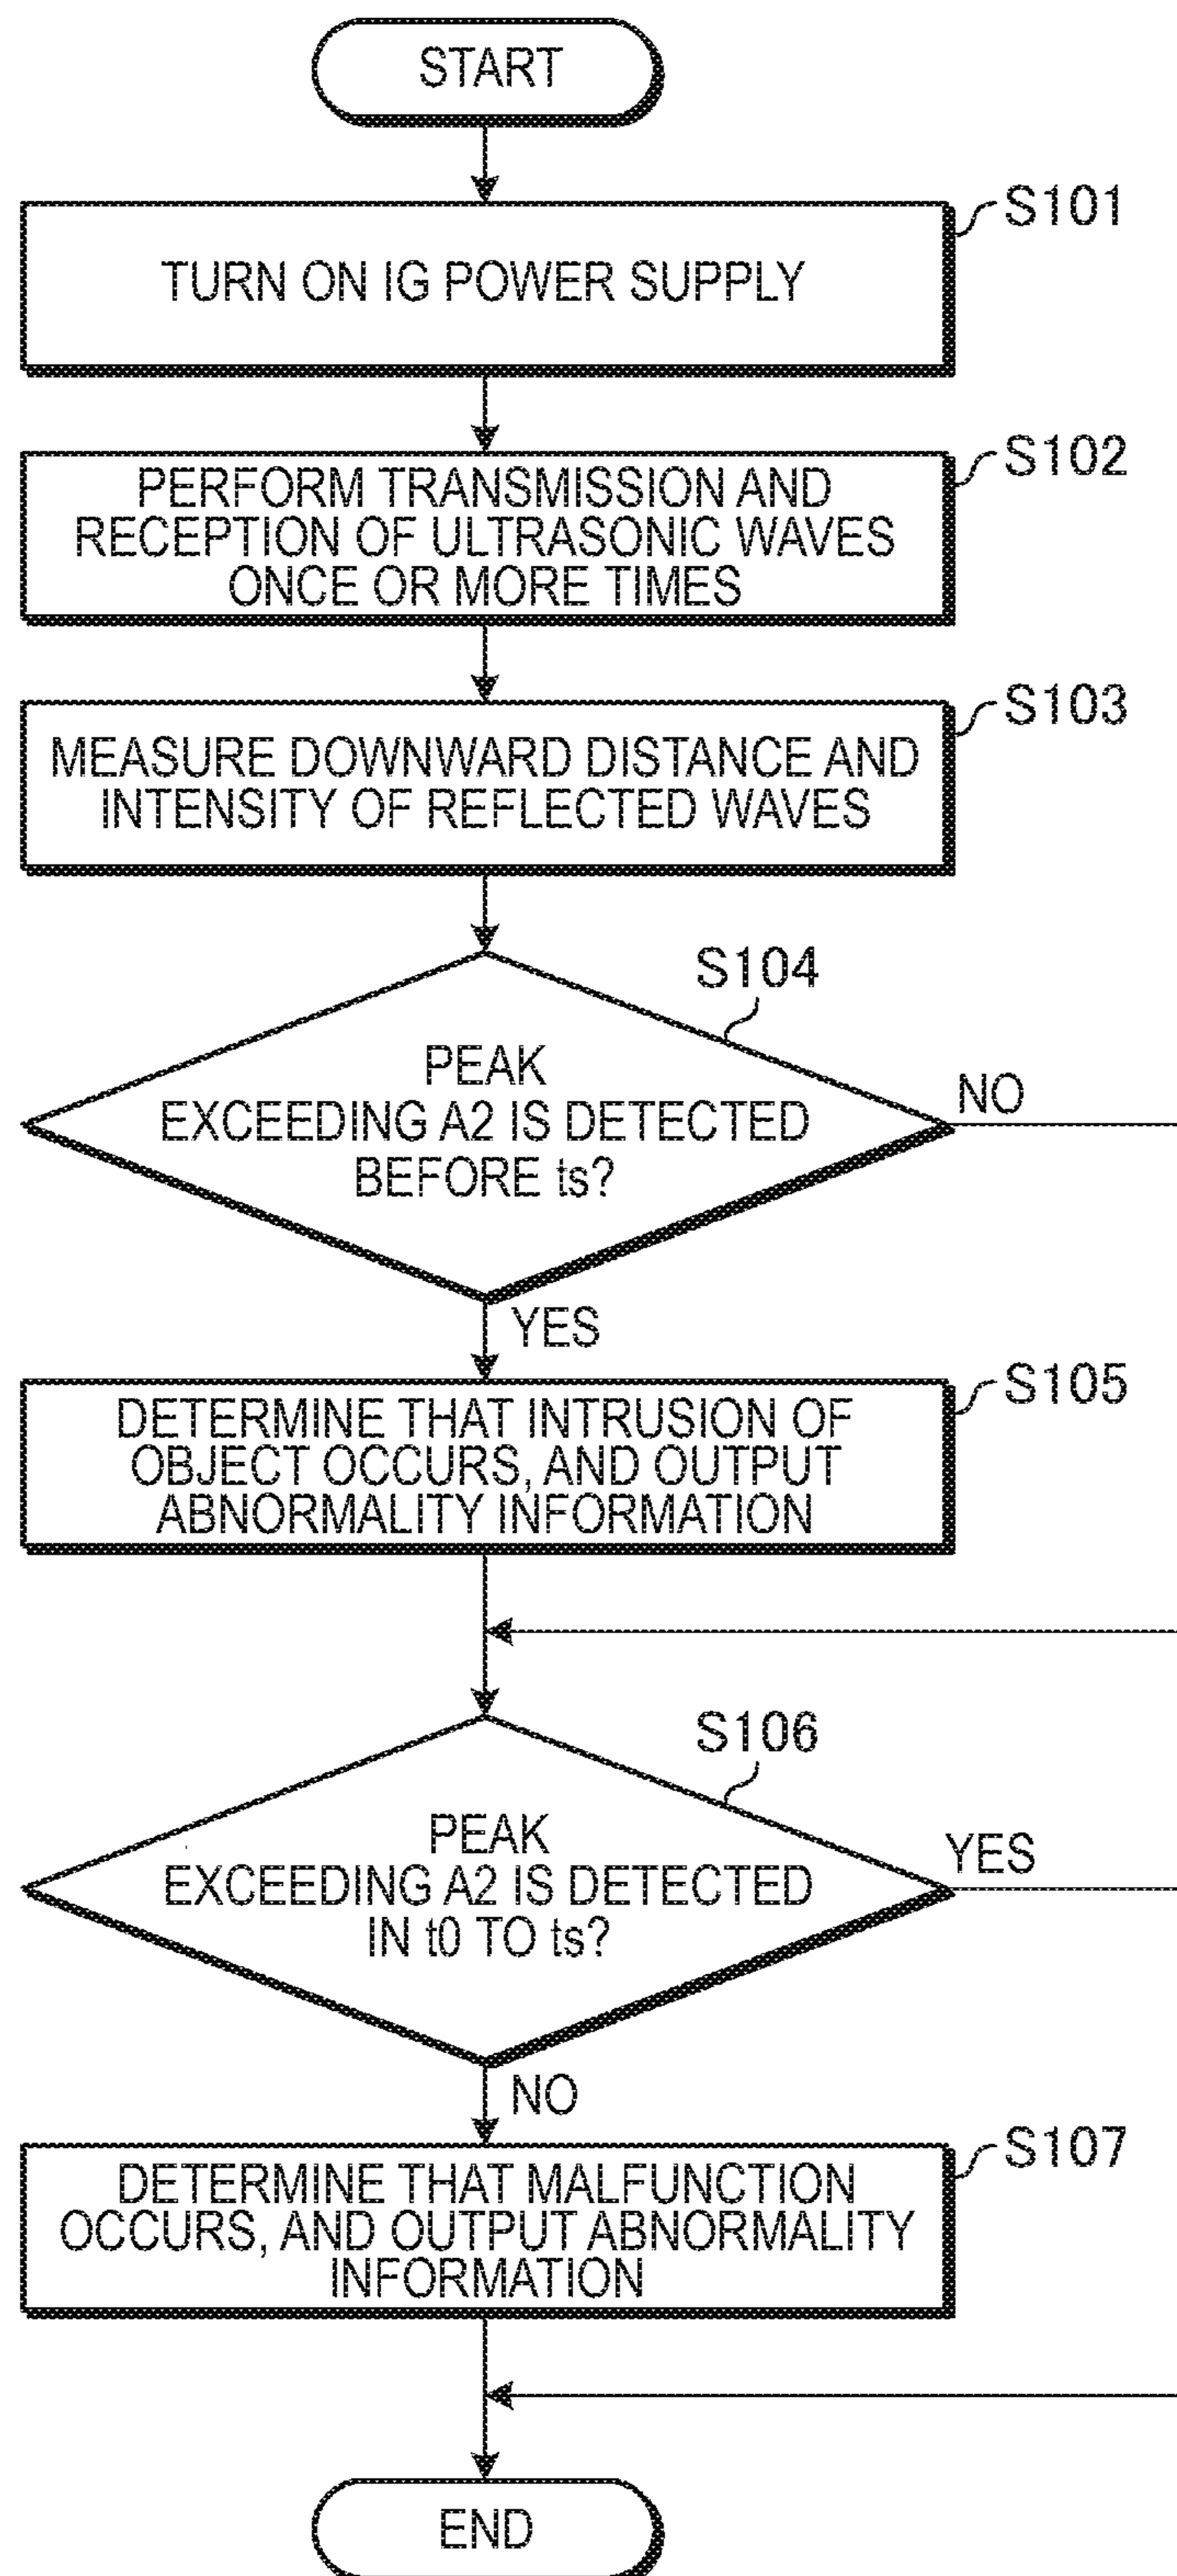 START
S101
TURN ON IG POWER SUPPLY
S102
PERFORM TRANSMISSION AND
RECEPTION OF ULTRASONIC WAVES
ONCE OR MORE TIMES
S103
MEASURE DOWNWARD DISTANCE AND
INTENSITY OF REFLECTED WAVES
S104
PEAK
EXCEEDING A2 IS DETECTED
BEFORE ts?
NO
YES
S105
DETERMINE THAT INTRUSION OF
OBJECT OCCURS, AND OUTPUT
ABNORMALITY INFORMATION
S106
PEAK
EXCEEDING A2 IS DETECTED
IN t0 TO ts?
YES
NO
S107
DETERMINE THAT MALFUNCTION
OCCURS, AND OUTPUT ABNORMALITY
INFORMATION
END